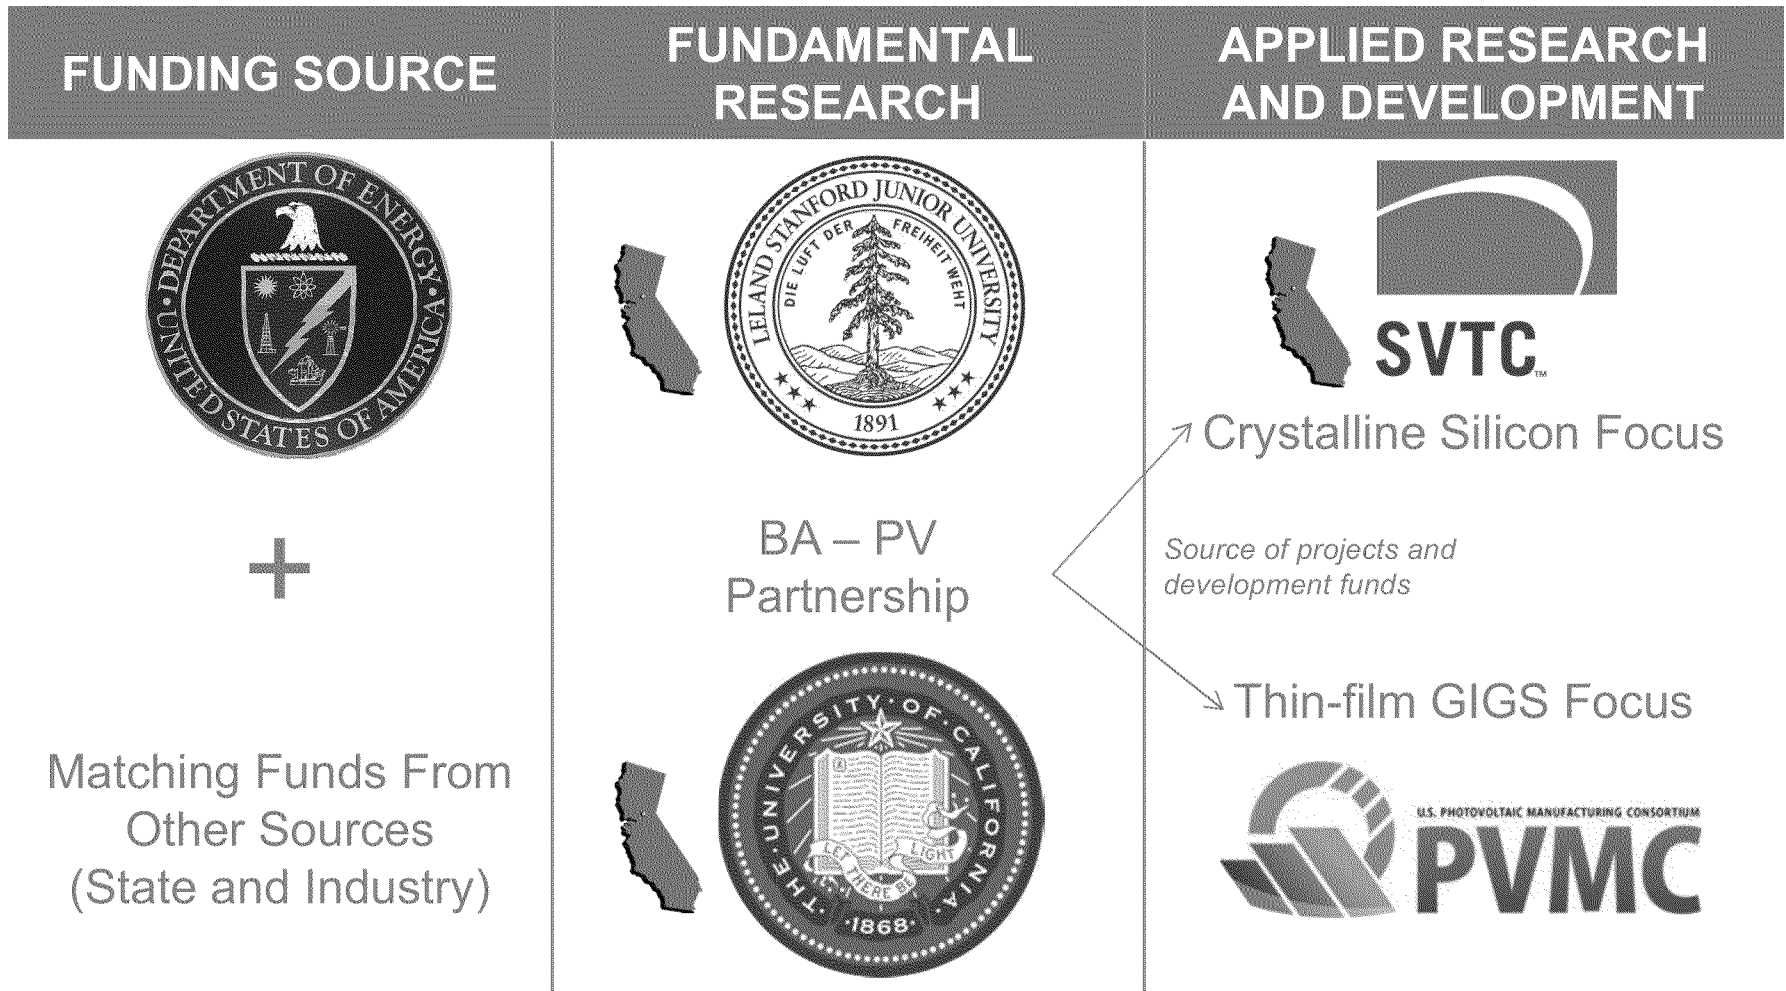 FUNDING SOURCE
FUNDAMENTAL
RESEARCH
APPLIED RESEARCH
AND DEVELOPMENT
DEPARTMENT OF ENERGY
UNITED STATES OF AMERICA
LELAND STANFORD JUNIOR UNIVERSITY
DIE LUFT DER FREIHEIT WEHT
1891
SVTC™
Crystalline Silicon Focus
+
BA – PV
Partnership
Source of projects and
development funds
Thin-film GIGS Focus
Matching Funds From
Other Sources
(State and Industry)
·THE·UNIVERSITY·OF·CALIFORNIA·
LET THERE BE LIGHT
·1868·
U.S. PHOTOVOLTAIC MANUFACTURING CONSORTIUM
PVMC